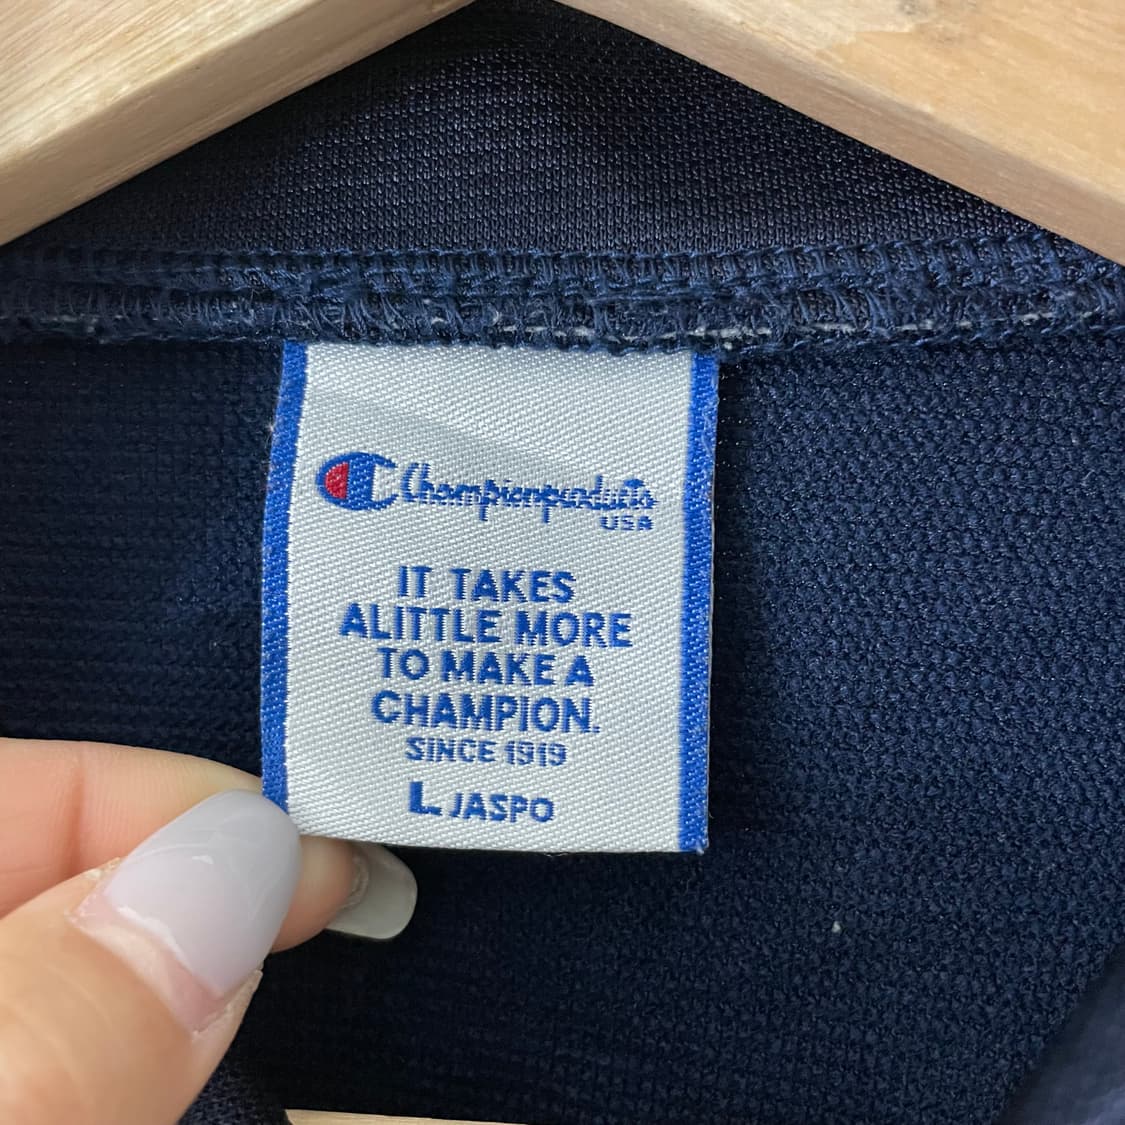 Championproducts
USA
IT TAKES
ALITTLE MORE
TO MAKE A
CHAMPION.
SINCE 1919
L JASPO